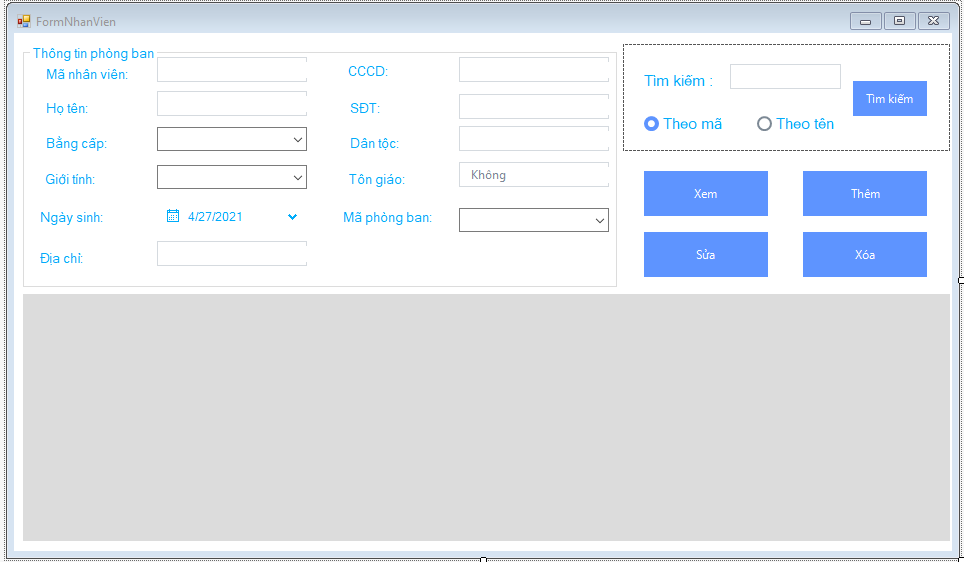 FormNhanVien
Thông tin phòng ban
Mã nhân viên:
CCCD:
Họ tên:
SĐT:
Bằng cấp:
Dân tộc:
Giới tính:
Tôn giáo:
Không
Ngày sinh:
4/27/2021
Mã phòng ban:
Địa chỉ:
Tìm kiếm :
Tìm kiếm
Theo mã
Theo tên
Xem
Thêm
Sửa
Xóa